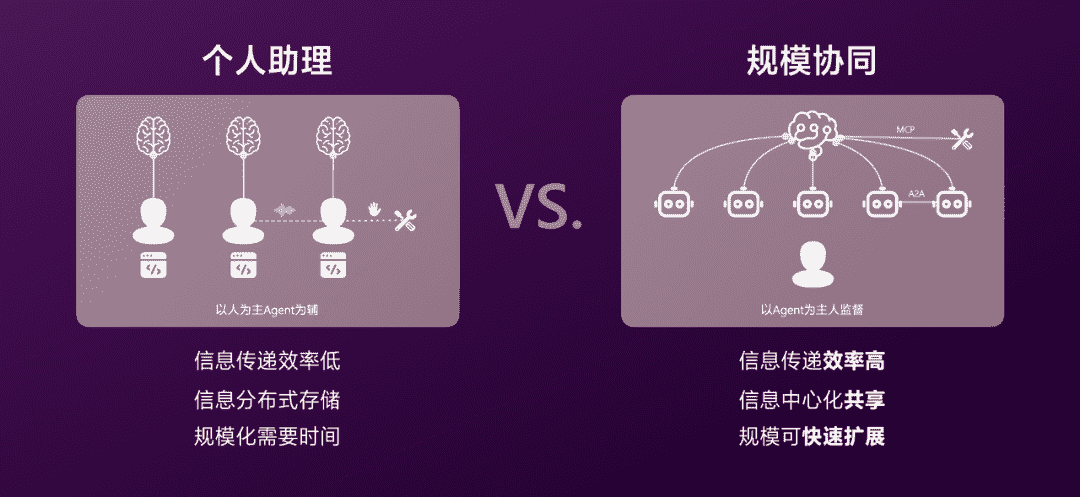 个人助理
以人为主Agent为辅
信息传递效率低
信息分布式存储
规模化需要时间
VS.
规模协同
MCP
A2A
以Agent为主人监督
信息传递效率高
信息中心化共享
规模可快速扩展